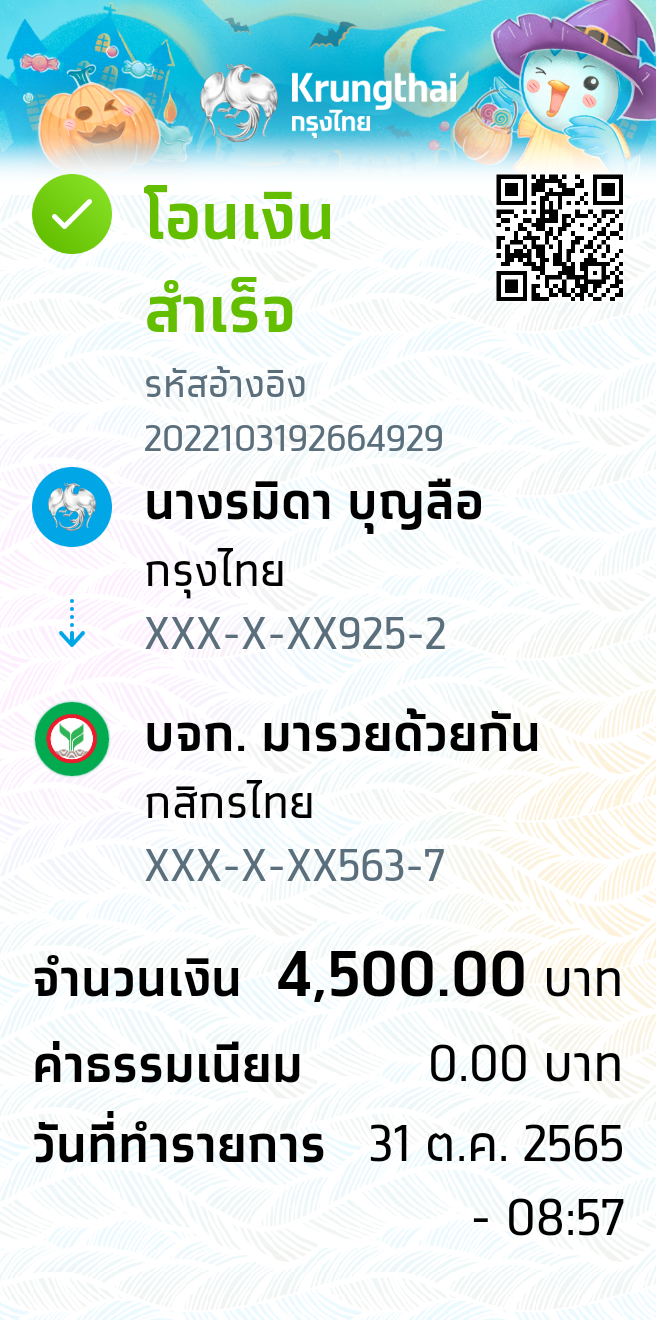 Krungthai
กรุงไทย
โอนเงิน
สำเร็จ
รหัสอ้างอิง
2022103192664929
นางรมิดา บุญลือ
กรุงไทย
XXX-X-XX925-2
บจก. มารวยด้วยกัน
กสิกรไทย
XXX-X-XX563-7
จำนวนเงิน 4,500.00 บาท
ค่าธรรมเนียม 0.00 บาท
วันที่ทำรายการ 31 ต.ค. 2565
- 08:57